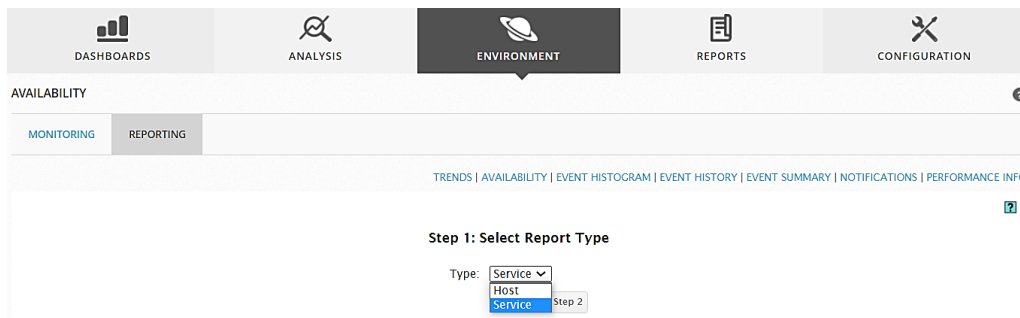 DASHBOARDS ANALYSIS ENVIRONMENT REPORTS CONFIGURATION
AVAILABILITY
MONITORING REPORTING
TRENDS | AVAILABILITY | EVENT HISTOGRAM | EVENT HISTORY | EVENT SUMMARY | NOTIFICATIONS | PERFORMANCE INF
?
Step 1: Select Report Type
Type: Service
Host
Service Step 2